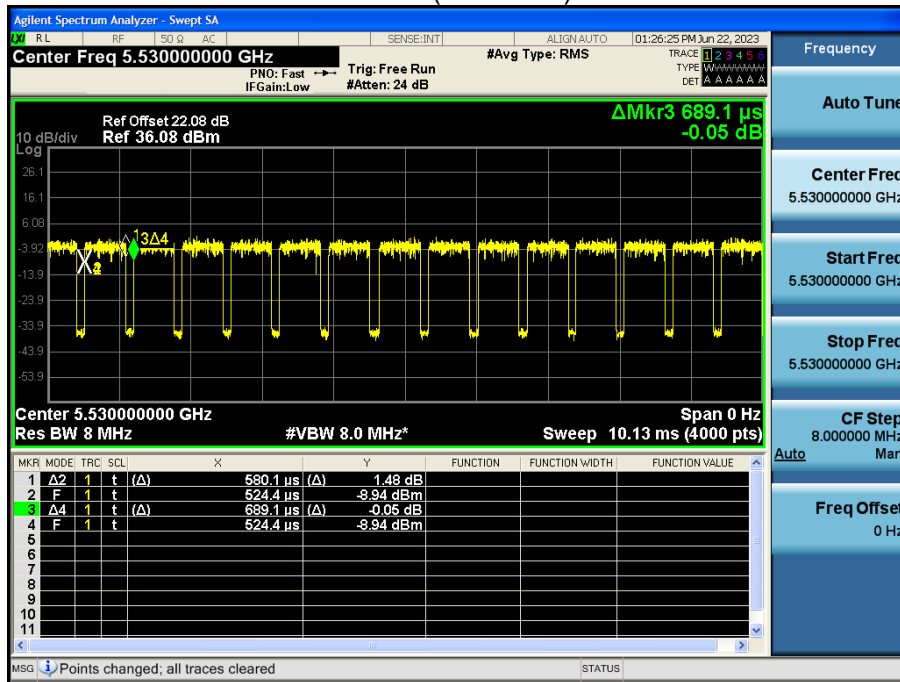 Agilent Spectrum Analyzer - Swept SA
LXI RL RF 50 Ω AC SENSE:INT ALIGN AUTO 01:26:25 PM Jun 22, 2023
Center Freq 5.530000000 GHz #Avg Type: RMS TRACE 1 2 3 4 5 6
PNO: Fast Trig: Free Run TYPE WWWWWW
IFGain:Low #Atten: 24 dB DET A A A A A A
Frequency
Auto Tune
ΔMkr3 689.1 µs
Ref Offset 22.08 dB
10 dB/div Ref 36.08 dBm -0.05 dB
Log
26.1
16.1
6.08
-3.92
-13.9
-23.9
-33.9
-43.9
-53.9
1 3Δ4
Center Freq
5.530000000 GHz
Start Freq
5.530000000 GHz
Stop Freq
5.530000000 GHz
Center 5.530000000 GHz Span 0 Hz
Res BW 8 MHz #VBW 8.0 MHz* Sweep 10.13 ms (4000 pts)
CF Step
8.000000 MHz
Auto Man
Freq Offset
0 Hz
MKR MODE TRC SCL X Y FUNCTION FUNCTION WIDTH FUNCTION VALUE
1 Δ2 1 t (Δ) 580.1 µs (Δ) 1.48 dB
2 F 1 t 524.4 µs -8.94 dBm
3 Δ4 1 t (Δ) 689.1 µs (Δ) -0.05 dB
4 F 1 t 524.4 µs -8.94 dBm
5
6
7
8
9
10
11
MSG Points changed; all traces cleared STATUS